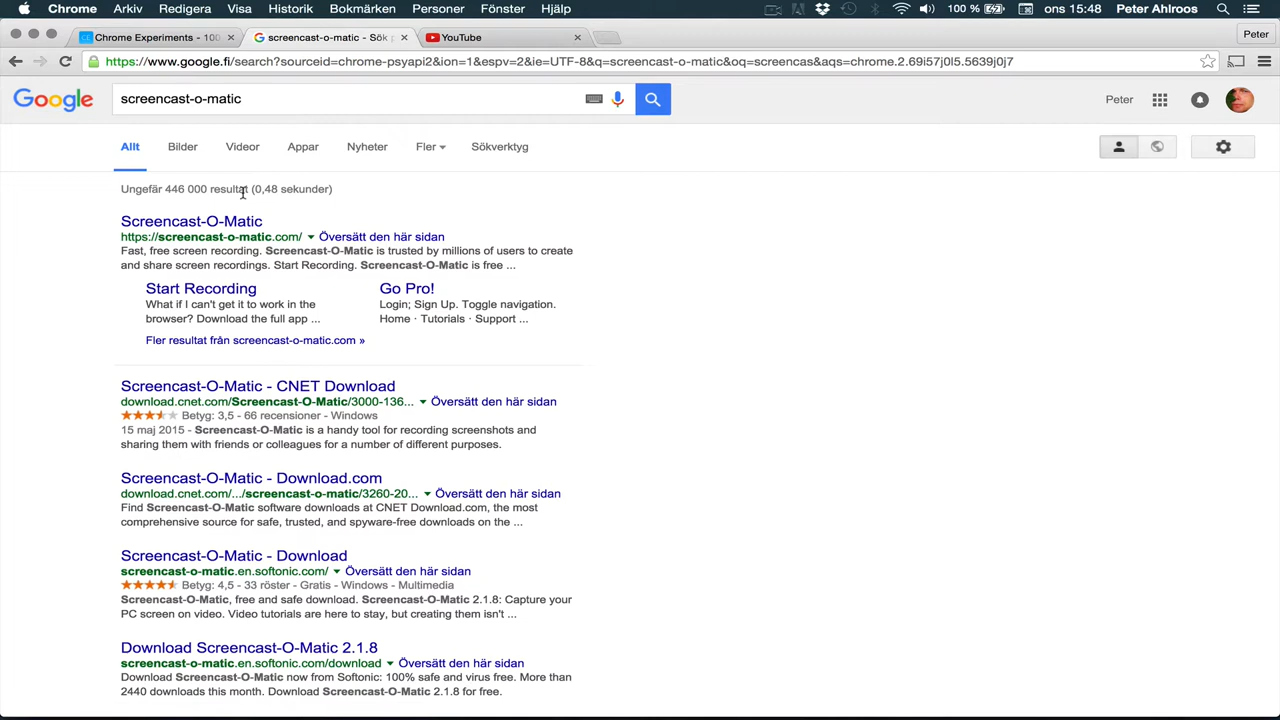 Chrome Arkiv Redigera Visa Historik Bokmärken Personer Fönster Hjälp 100 % ons 15:48 Peter Ahlroos
Chrome Experiments - 100 screencast-o-matic - Sök YouTube Peter
https://www.google.fi/search?sourceid=chrome-psyapi2&ion=1&espv=2&ie=UTF-8&q=screencast-o-matic&oq=screencas&aqs=chrome.2.69i57j0l5.5639j0j7
Google screencast-o-matic Peter
Allt Bilder Videor Appar Nyheter Fler Sökverktyg
Ungefär 446 000 resultat (0,48 sekunder)
Screencast-O-Matic
https://screencast-o-matic.com/ Översätt den här sidan
Fast, free screen recording. Screencast-O-Matic is trusted by millions of users to create
and share screen recordings. Start Recording. Screencast-O-Matic is free ...
Start Recording Go Pro!
What if I can't get it to work in the Login; Sign Up. Toggle navigation.
browser? Download the full app ... Home · Tutorials · Support ...
Fler resultat från screencast-o-matic.com »
Screencast-O-Matic - CNET Download
download.cnet.com/Screencast-O-Matic/3000-136... Översätt den här sidan
Betyg: 3,5 - 66 recensioner - Windows
15 maj 2015 - Screencast-O-Matic is a handy tool for recording screenshots and
sharing them with friends or colleagues for a number of different purposes.
Screencast-O-Matic - Download.com
download.cnet.com/.../screencast-o-matic/3260-20... Översätt den här sidan
Find Screencast-O-Matic software downloads at CNET Download.com, the most
comprehensive source for safe, trusted, and spyware-free downloads on the ...
Screencast-O-Matic - Download
screencast-o-matic.en.softonic.com/ Översätt den här sidan
Betyg: 4,5 - 33 röster - Gratis - Windows - Multimedia
Screencast-O-Matic, free and safe download. Screencast-O-Matic 2.1.8: Capture your
PC screen on video. Video tutorials are here to stay, but creating them isn't ...
Download Screencast-O-Matic 2.1.8
screencast-o-matic.en.softonic.com/download Översätt den här sidan
Download Screencast-O-Matic now from Softonic: 100% safe and virus free. More than
2440 downloads this month. Download Screencast-O-Matic 2.1.8 for free.